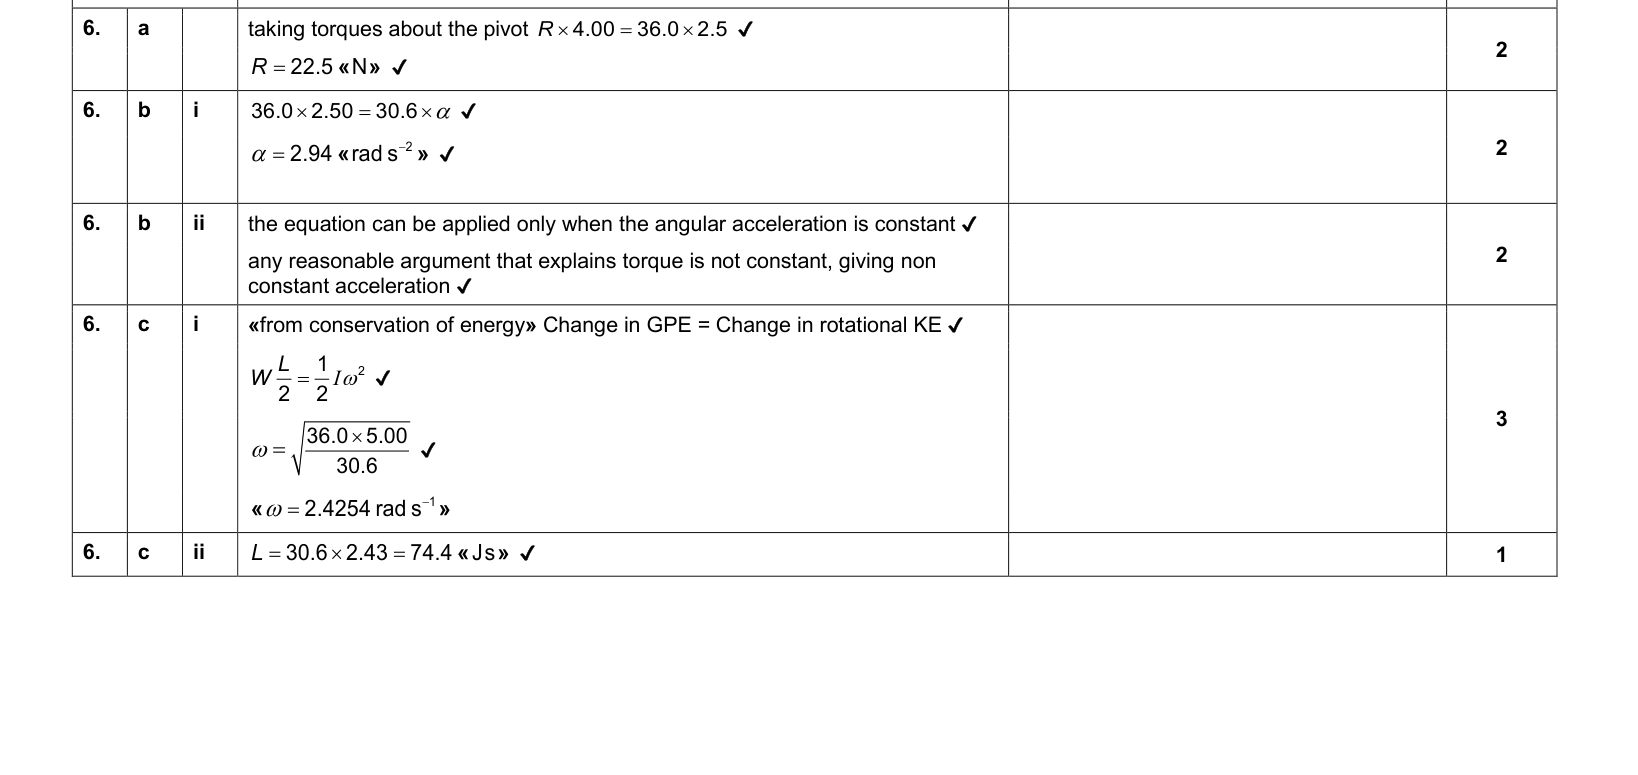 6. a taking torques about the pivot R × 4.00 = 36.0 × 2.5 ✓
2
R = 22.5 «N» ✓
6. b i 36.0 × 2.50 = 30.6 × α ✓
α = 2.94 «rad s⁻²» ✓
2
6. b ii the equation can be applied only when the angular acceleration is constant ✓
any reasonable argument that explains torque is not constant, giving non
constant acceleration ✓
2
6. c i «from conservation of energy» Change in GPE = Change in rotational KE ✓
W L/2 = 1/2 Iω² ✓
ω = √(36.0 × 5.00 / 30.6) ✓
«ω = 2.4254 rad s⁻¹»
3
6. c ii L = 30.6 × 2.43 = 74.4 «Js» ✓ 1